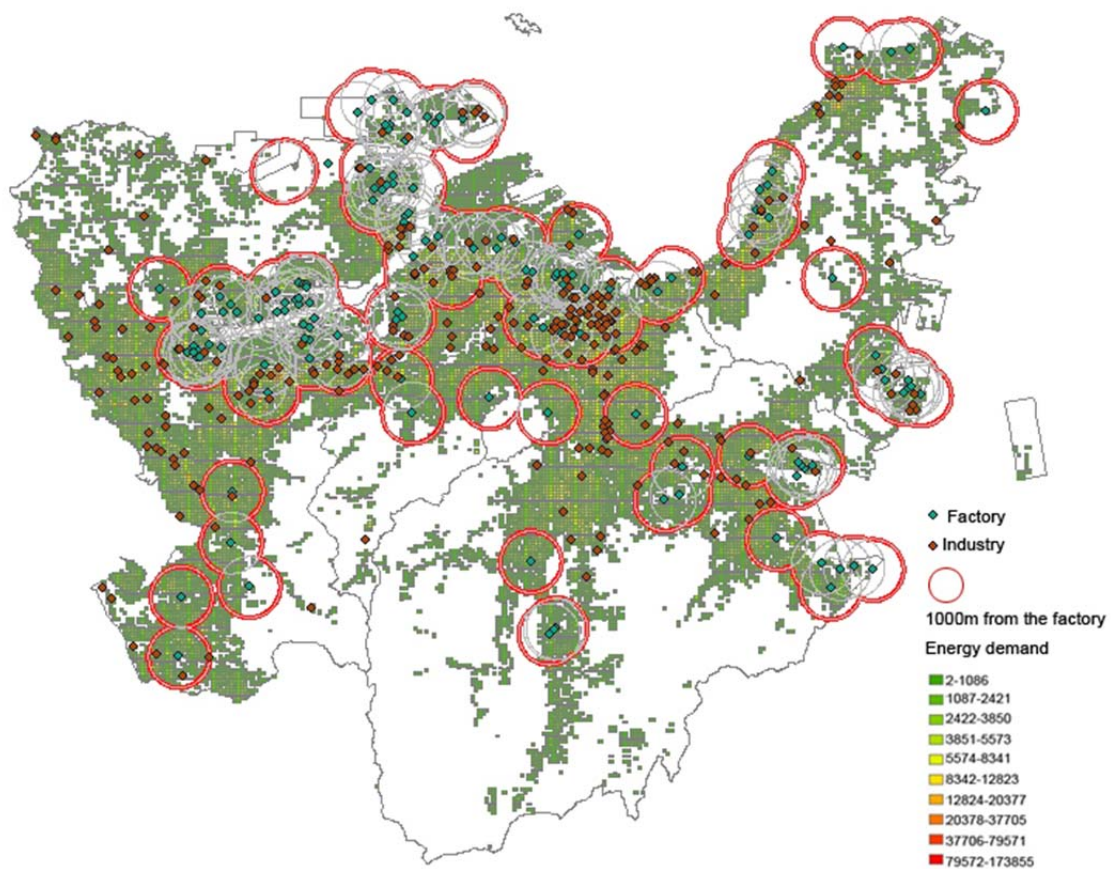 Factory
Industry
1000m from the factory
Energy demand
2-1086
1087-2421
2422-3850
3851-5573
5574-8341
8342-12823
12824-20377
20378-37705
37706-79571
79572-173855